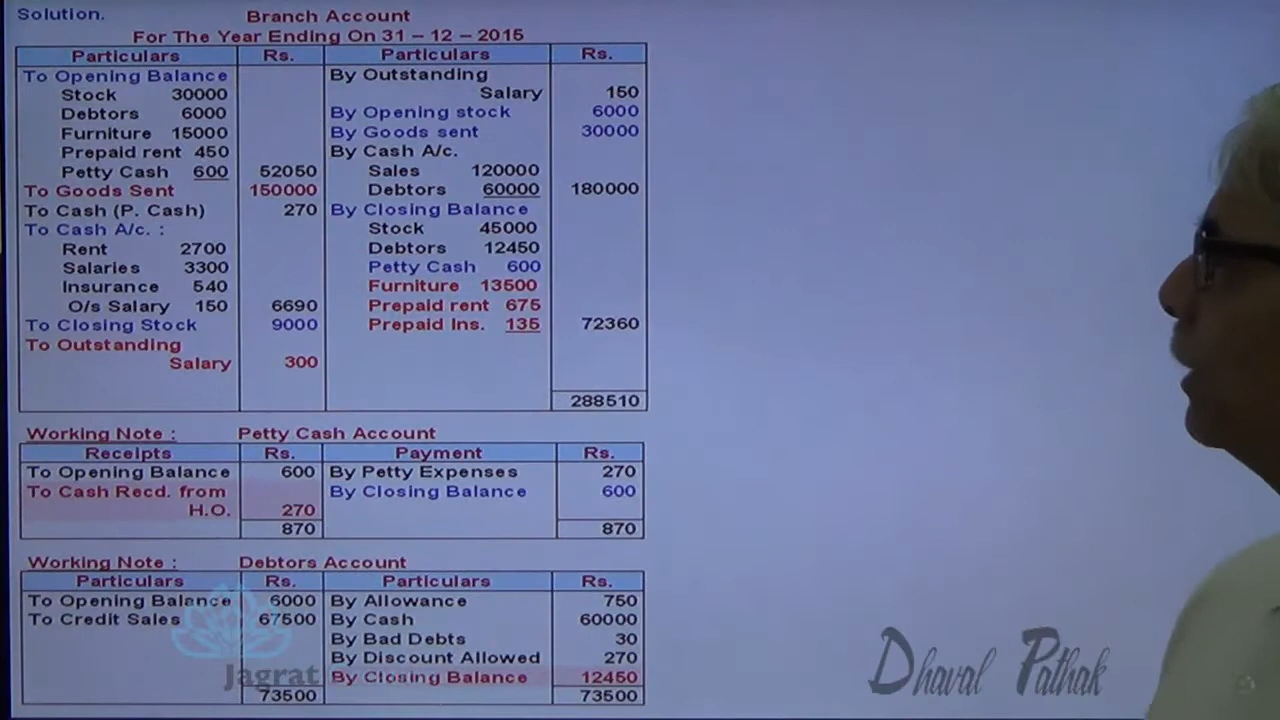 Solution.
Branch Account
For The Year Ending On 31 – 12 – 2015
Particulars Rs. Particulars Rs.
To Opening Balance By Outstanding
Stock 30000 Salary 150
Debtors 6000 By Opening stock 6000
Furniture 15000 By Goods sent 30000
Prepaid rent 450 By Cash A/c.
Petty Cash 600 52050 Sales 120000
To Goods Sent 150000 Debtors 60000 180000
To Cash (P. Cash) 270 By Closing Balance
To Cash A/c. : Stock 45000
Rent 2700 Debtors 12450
Salaries 3300 Petty Cash 600
Insurance 540 Furniture 13500
O/s Salary 150 6690 Prepaid rent 675
To Closing Stock 9000 Prepaid Ins. 135 72360
To Outstanding
Salary 300
288510
Working Note : Petty Cash Account
Receipts Rs. Payment Rs.
To Opening Balance 600 By Petty Expenses 270
To Cash Recd. from By Closing Balance 600
H.O. 270
870 870
Working Note : Debtors Account
Particulars Rs. Particulars Rs.
To Opening Balance 6000 By Allowance 750
To Credit Sales 67500 By Cash 60000
By Bad Debts 30
By Discount Allowed 270
By Closing Balance 12450
73500 73500
Jagrat
Dhaval Pathak